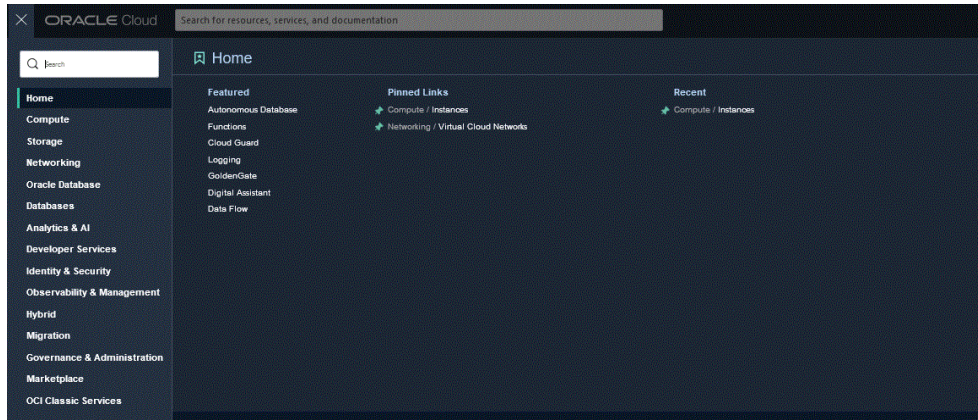 ORACLE Cloud
Search for resources, services, and documentation
Search
Home
Compute
Storage
Networking
Oracle Database
Databases
Analytics & AI
Developer Services
Identity & Security
Observability & Management
Hybrid
Migration
Governance & Administration
Marketplace
OCI Classic Services
Home
Featured
Autonomous Database
Functions
Cloud Guard
Logging
GoldenGate
Digital Assistant
Data Flow
Pinned Links
Compute / Instances
Networking / Virtual Cloud Networks
Recent
Compute / Instances